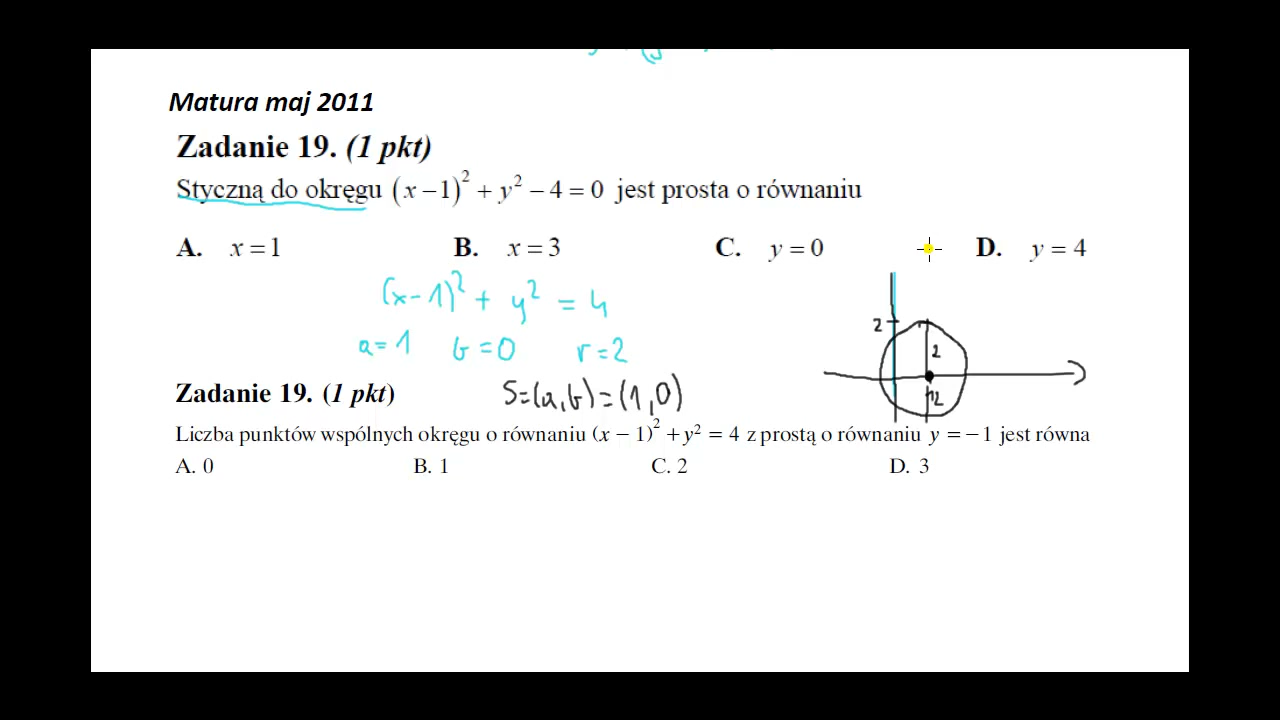 Matura maj 2011
Zadanie 19. (1 pkt)
Styczną do okręgu (x − 1)² + y² − 4 = 0 jest prosta o równaniu
A. x = 1 B. x = 3 C. y = 0 D. y = 4
(x − 1)² + y² = 4
a = 1 b = 0 r = 2
2
2
2
S = (a, b) = (1, 0)
Zadanie 19. (1 pkt)
Liczba punktów wspólnych okręgu o równaniu (x − 1)² + y² = 4 z prostą o równaniu y = −1 jest równa
A. 0 B. 1 C. 2 D. 3